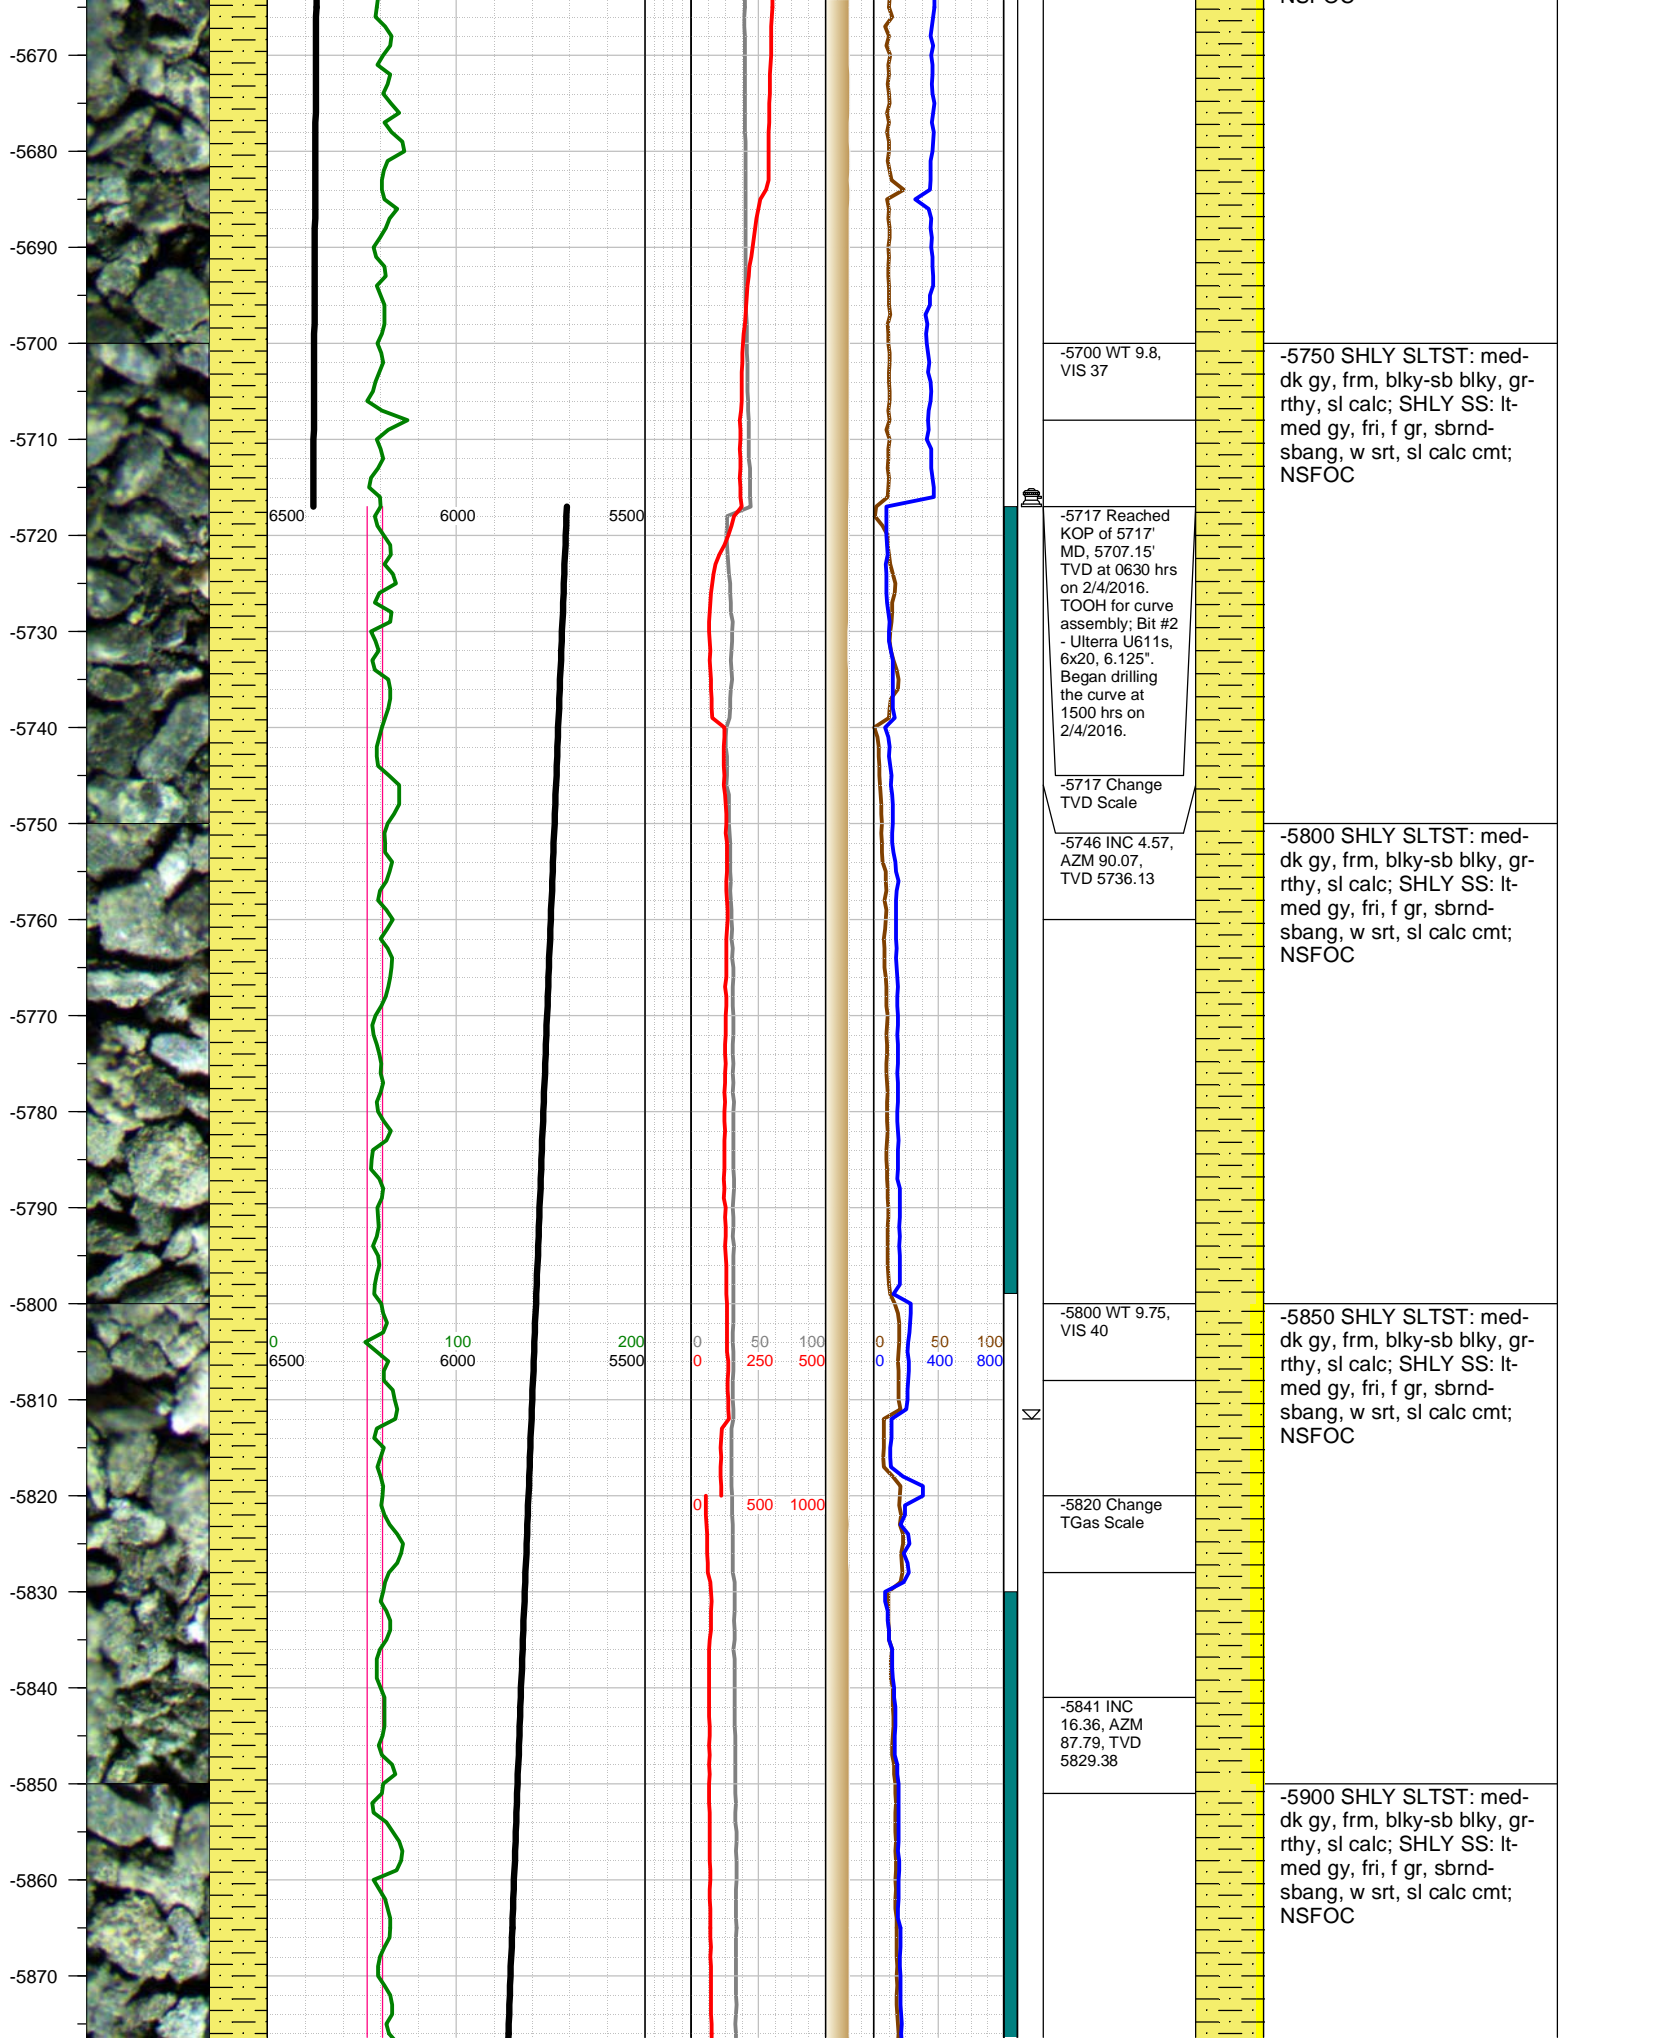 NSFOC
-5670
-5680
-5690
-5700
-5710
-5720
-5730
-5740
-5750
-5760
-5770
-5780
-5790
-5800
-5810
-5820
-5830
-5840
-5850
-5860
-5870
6500 6000 5500
0 100 200
6500 6000 5500
0 50 100
0 250 500
0 500 1000
0 50 100
0 400 800
-5700 WT 9.8,
VIS 37
-5717 Reached
KOP of 5717'
MD, 5707.15'
TVD at 0630 hrs
on 2/4/2016.
TOOH for curve
assembly; Bit #2
- Ulterra U611s,
6x20, 6.125".
Began drilling
the curve at
1500 hrs on
2/4/2016.
-5717 Change
TVD Scale
-5746 INC 4.57,
AZM 90.07,
TVD 5736.13
-5800 WT 9.75,
VIS 40
-5820 Change
TGas Scale
-5841 INC
16.36, AZM
87.79, TVD
5829.38
-5750 SHLY SLTST: med-
dk gy, frm, blky-sb blky, gr-
rthy, sl calc; SHLY SS: lt-
med gy, fri, f gr, sbrnd-
sbang, w srt, sl calc cmt;
NSFOC
-5800 SHLY SLTST: med-
dk gy, frm, blky-sb blky, gr-
rthy, sl calc; SHLY SS: lt-
med gy, fri, f gr, sbrnd-
sbang, w srt, sl calc cmt;
NSFOC
-5850 SHLY SLTST: med-
dk gy, frm, blky-sb blky, gr-
rthy, sl calc; SHLY SS: lt-
med gy, fri, f gr, sbrnd-
sbang, w srt, sl calc cmt;
NSFOC
-5900 SHLY SLTST: med-
dk gy, frm, blky-sb blky, gr-
rthy, sl calc; SHLY SS: lt-
med gy, fri, f gr, sbrnd-
sbang, w srt, sl calc cmt;
NSFOC